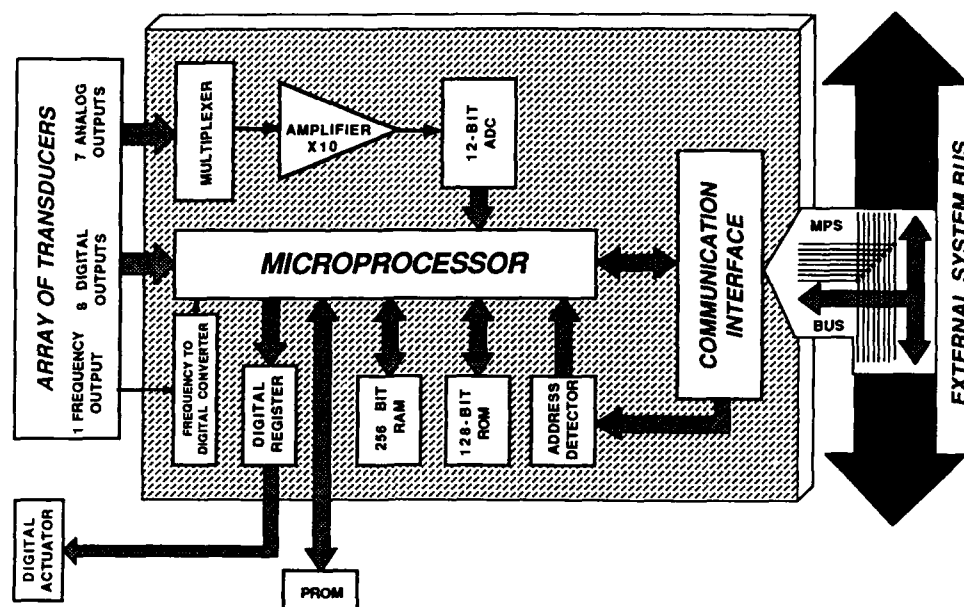 ARRAY OF TRANSDUCERS
7 ANALOG
OUTPUTS
8 DIGITAL
OUTPUTS
1 FREQUENCY
OUTPUT
MULTIPLEXER
AMPLIFIER
X10
12-BIT
ADC
MICROPROCESSOR
COMMUNICATION
INTERFACE
MPS
BUS
EXTERNAL SYSTEM BUS
FREQUENCY TO
DIGITAL CONVERTER
DIGITAL
REGISTER
256 BIT
RAM
128-BIT
ROM
ADDRESS
DETECTOR
DIGITAL
ACTUATOR
PROM